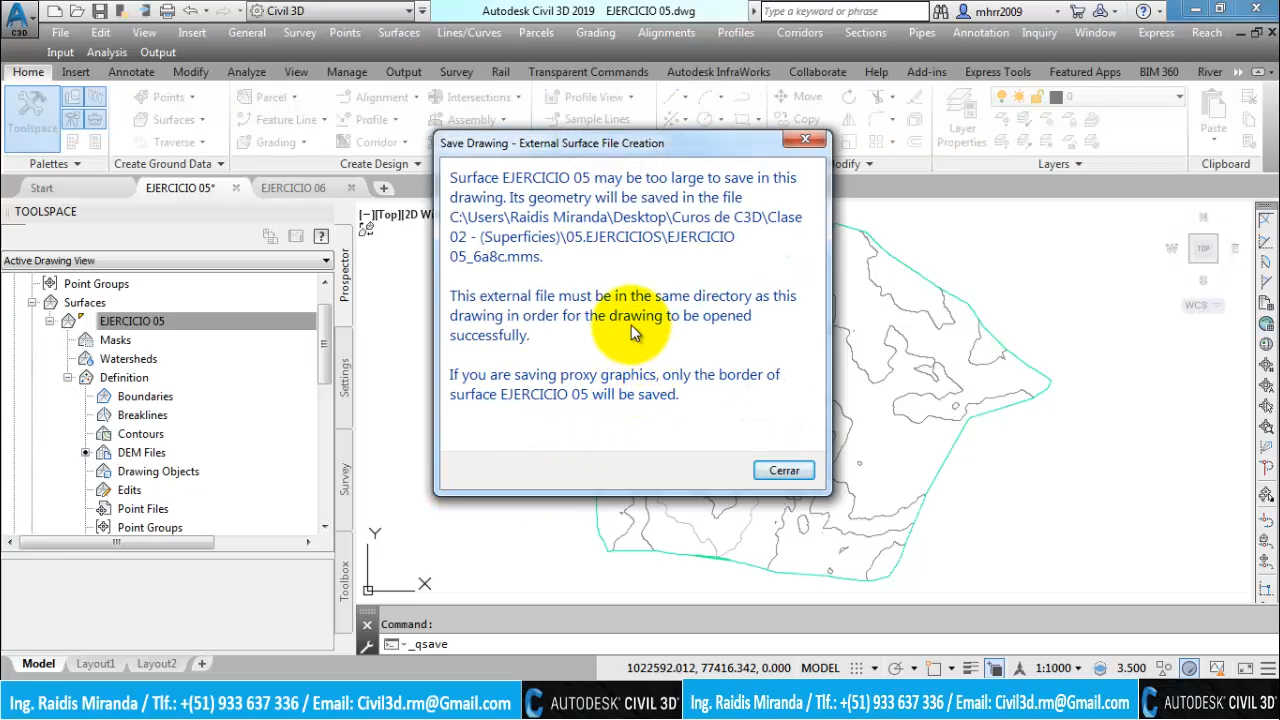 C3D
Civil 3D
Autodesk Civil 3D 2019 EJERCICIO 05.dwg
Type a keyword or phrase
mhrr2009
File Edit View Insert General Survey Points Surfaces Lines/Curves Parcels Grading Alignments Profiles Corridors Sections Pipes Annotation Inquiry Window Express Reach
Input Analysis Output
Home Insert Annotate Modify Analyze View Manage Output Survey Rail Transparent Commands Autodesk InfraWorks Collaborate Help Add-ins Express Tools Featured Apps BIM 360 River
Toolspace
Points
Surfaces
Traverse
Parcel
Feature Line
Grading
Alignment
Profile
Corridor
Intersections
Assembly
Profile View
Sample Lines
Move
Layer
Properties
0
Paste
Palettes
Create Ground Data
Create Design
Modify
Layers
Clipboard
Start
EJERCICIO 05*
EJERCICIO 06
TOOLSPACE
Active Drawing View
Point Groups
Surfaces
EJERCICIO 05
Masks
Watersheds
Definition
Boundaries
Breaklines
Contours
DEM Files
Drawing Objects
Edits
Point Files
Point Groups
Prospector
Settings
Survey
Toolbox
[–][Top][2D Wi
Save Drawing - External Surface File Creation
Surface EJERCICIO 05 may be too large to save in this
drawing. Its geometry will be saved in the file
C:\Users\Raidis Miranda\Desktop\Curos de C3D\Clase
02 - (Superficies)\05.EJERCICIOS\EJERCICIO
05_6a8c.mms.
This external file must be in the same directory as this
drawing in order for the drawing to be opened
successfully.
If you are saving proxy graphics, only the border of
surface EJERCICIO 05 will be saved.
Cerrar
N
W
TOP
E
S
WCS
Y
X
Command:
_qsave
Model Layout1 Layout2
1022592.012, 77416.342, 0.000 MODEL
1:1000
3.500
Ing. Raidis Miranda / Tlf.: +(51) 933 637 336 / Email: Civil3d.rm@Gmail.com
AUTODESK® CIVIL 3D®
Ing. Raidis Miranda / Tlf.: +(51) 933 637 336 / Email: Civil3d.rm@Gmail.com
AUTODESK® CIVIL 3D